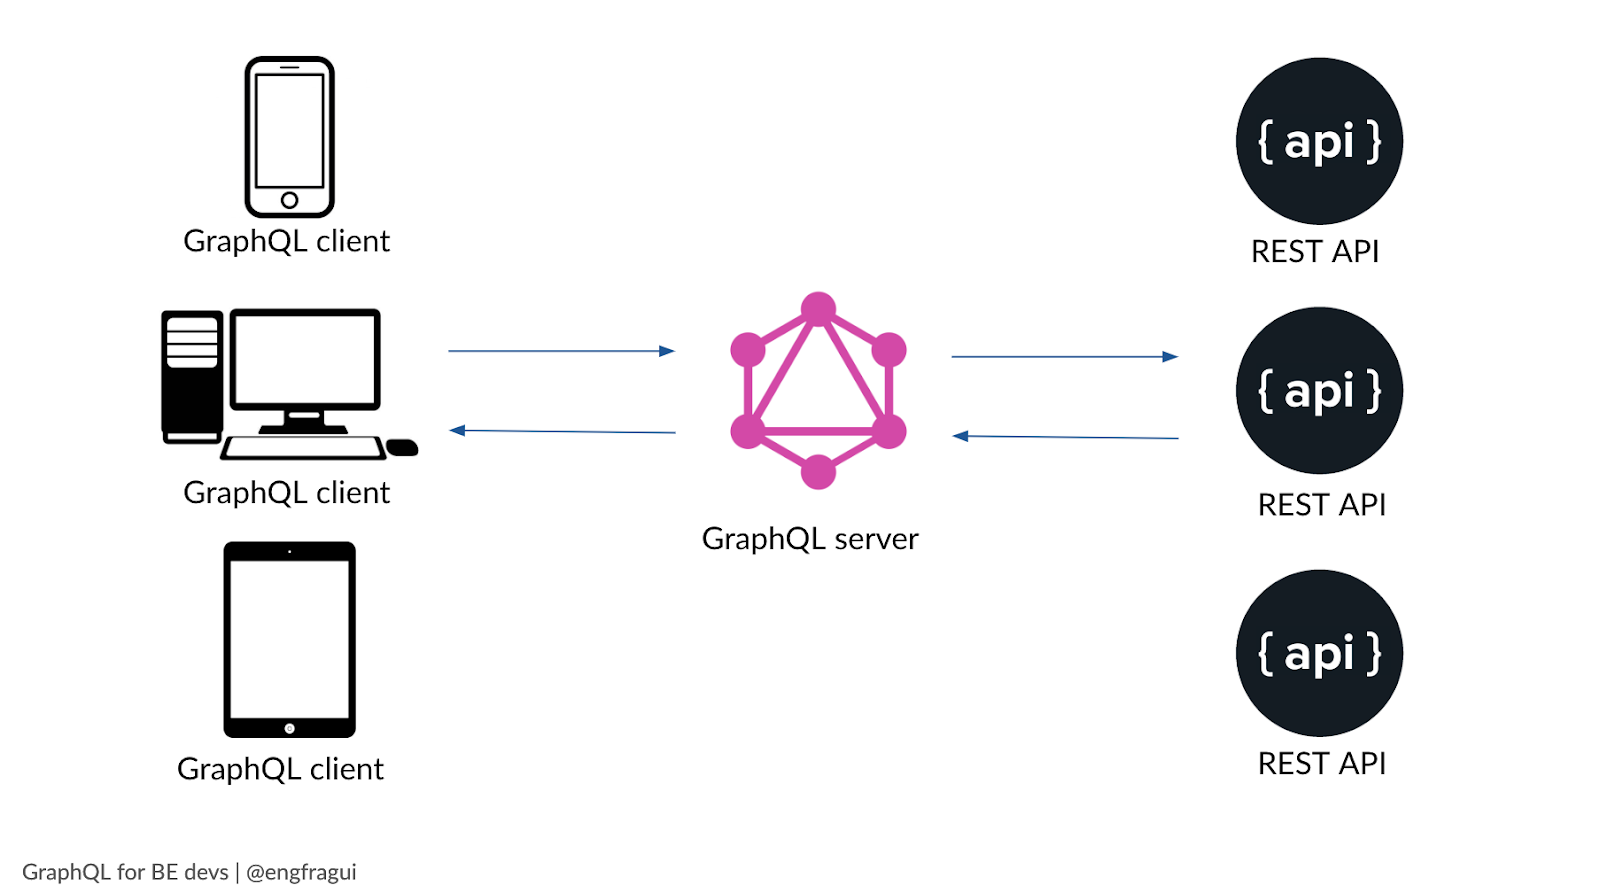 GraphQL client
{ api }
REST API
GraphQL client
GraphQL server
{ api }
REST API
GraphQL client
{ api }
REST API
GraphQL for BE devs | @engfragui